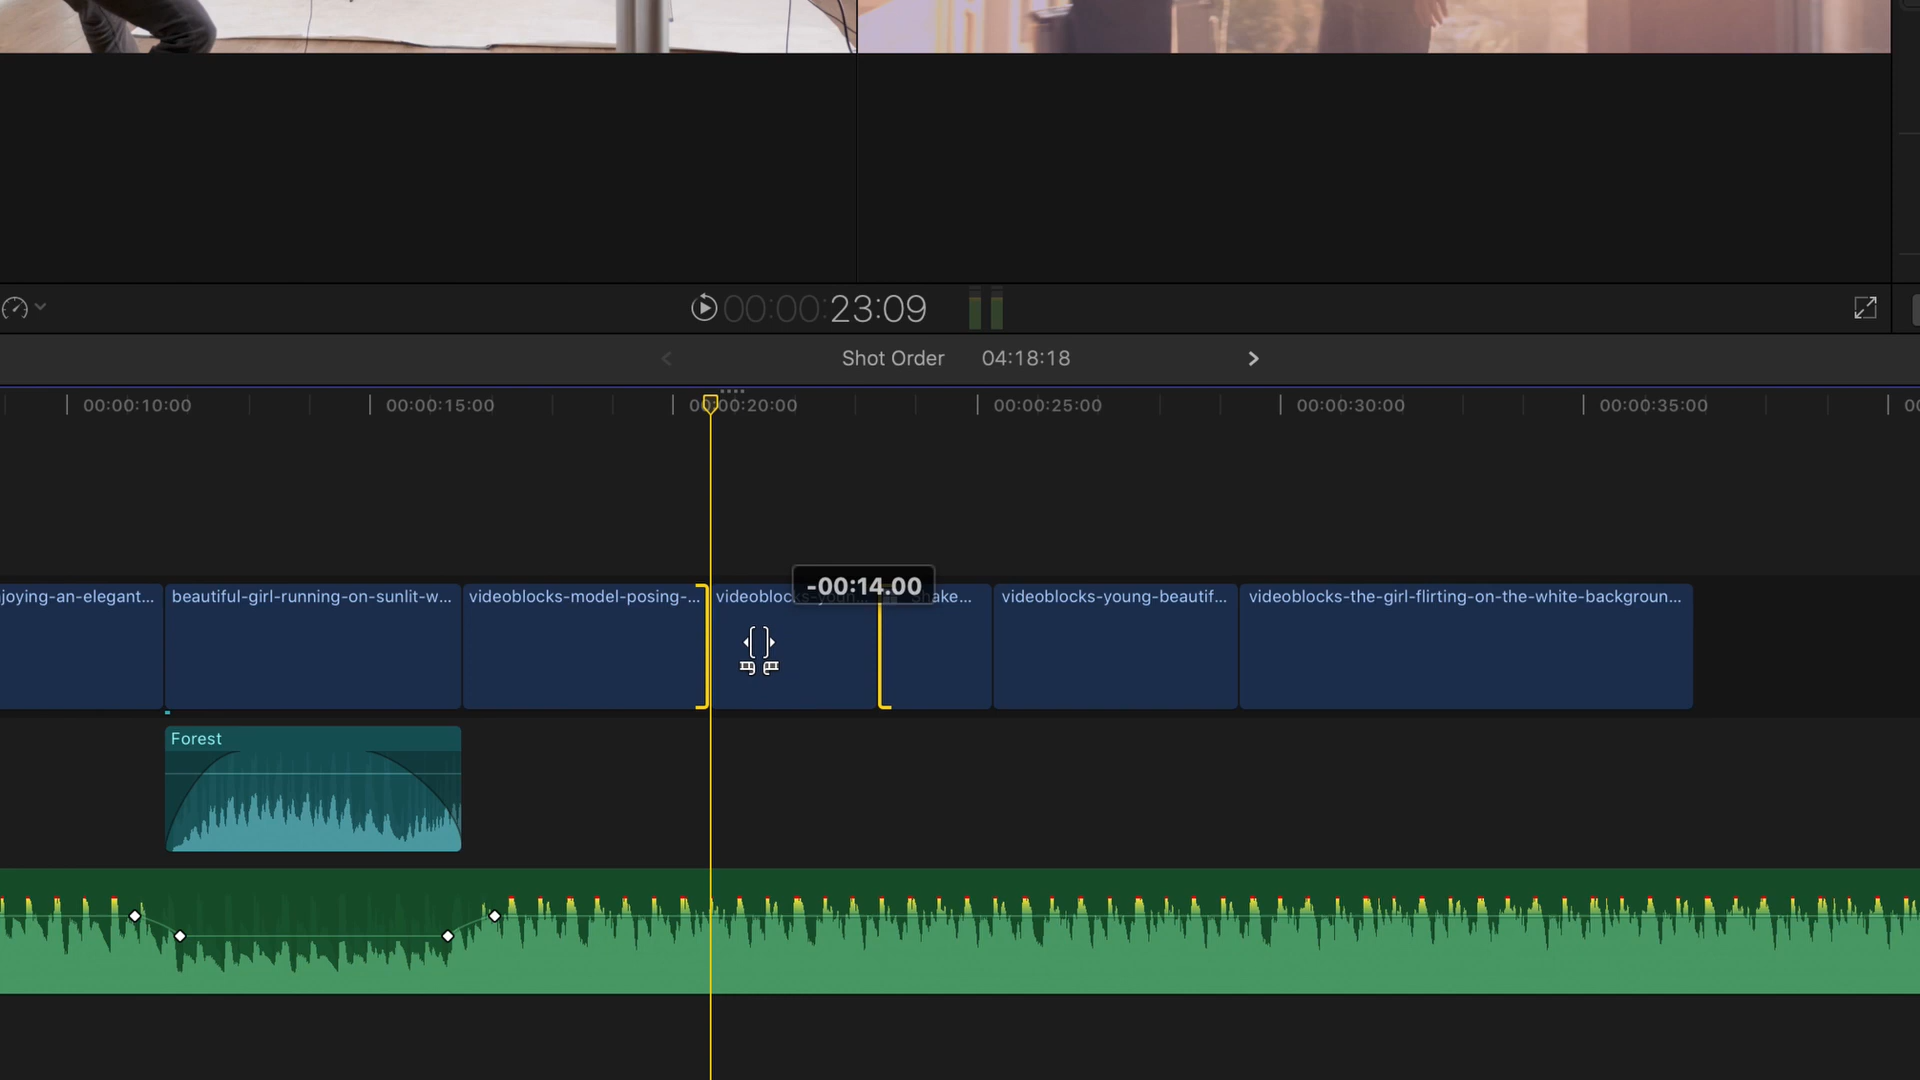 00:00:23:09
Shot Order 04:18:18
00:00:10:00 00:00:15:00 00:00:20:00 00:00:25:00 00:00:30:00 00:00:35:00
-00:14.00
joying-an-elegant... beautiful-girl-running-on-sunlit-w... videoblocks-model-posing-... videoblocks- ake... videoblocks-young-beautif... videoblocks-the-girl-flirting-on-the-white-backgroun...
Forest